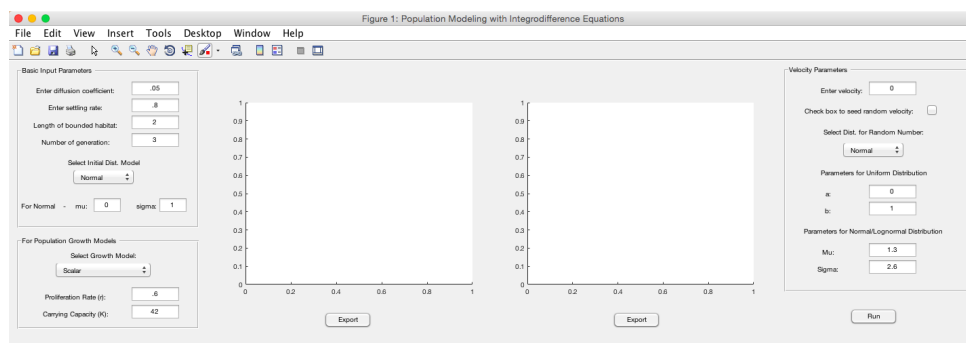 Figure 1: Population Modeling with Integrodifference Equations
File Edit View Insert Tools Desktop Window Help
Basic Input Parameters
Enter diffusion coefficient: .05
Enter settling rate: .8
Length of bounded habitat: 2
Number of generation: 3
Select Initial Dist. Model
Normal
For Normal - mu: 0 sigma: 1
For Population Growth Models
Select Growth Model:
Scalar
Proliferation Rate (r): .6
Carrying Capacity (K): 42
1
0.9
0.8
0.7
0.6
0.5
0.4
0.3
0.2
0.1
0
0 0.2 0.4 0.6 0.8 1
Export
1
0.9
0.8
0.7
0.6
0.5
0.4
0.3
0.2
0.1
0
0 0.2 0.4 0.6 0.8 1
Export
Velocity Parameters
Enter velocity: 0
Check box to seed random velocity:
Select Dist. for Random Number:
Normal
Parameters for Uniform Distribution
a: 0
b: 1
Parameters for Normal/Lognormal Distribution
Mu: 1.3
Sigma: 2.6
Run